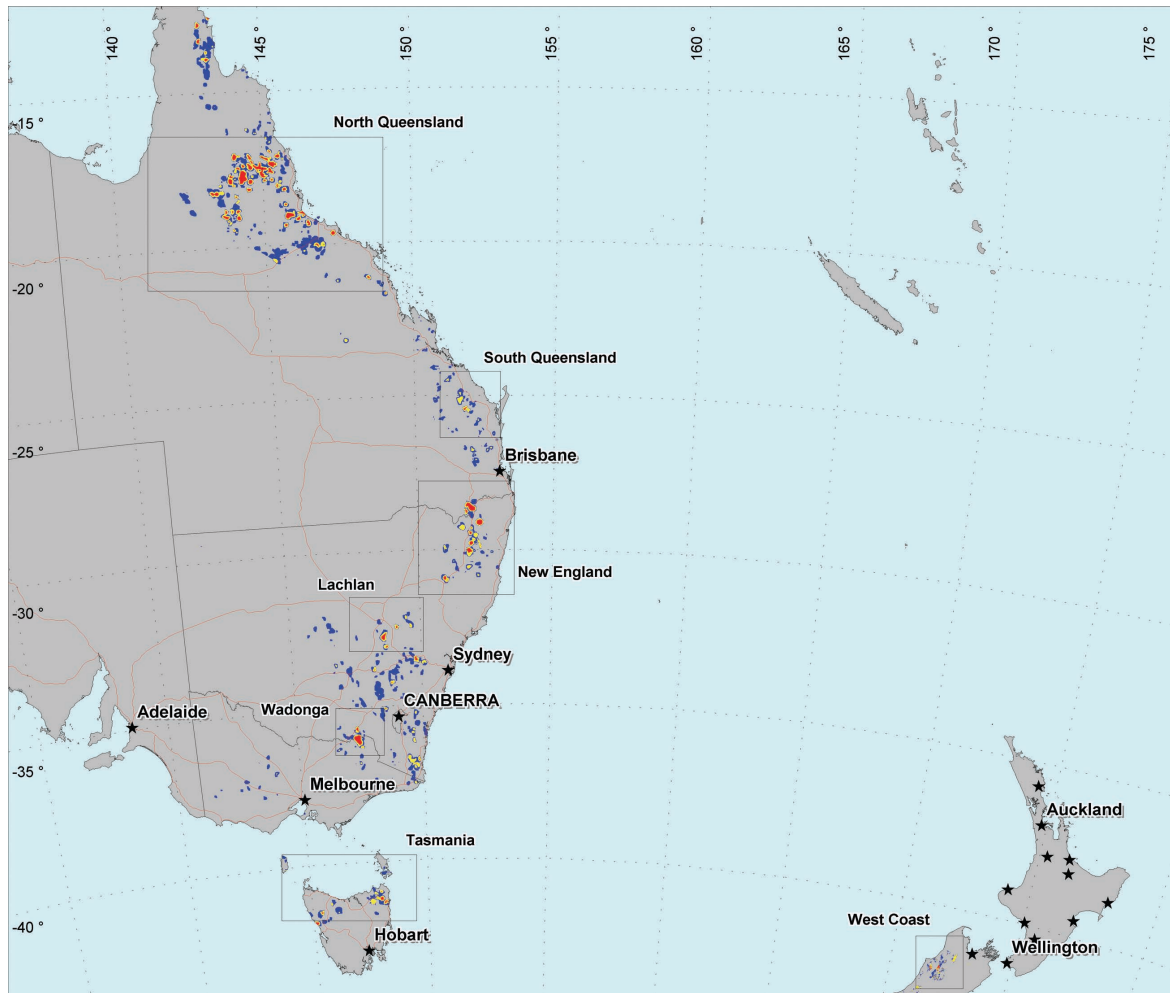 140 °
145 °
150 °
155 °
160 °
165 °
170 °
175 °
-15 °
North Queensland
-20 °
South Queensland
-25 °
Brisbane
New England
Lachlan
-30 °
Sydney
Wadonga
CANBERRA
Adelaide
-35 °
Melbourne
Auckland
Tasmania
West Coast
-40 °
Hobart
Wellington